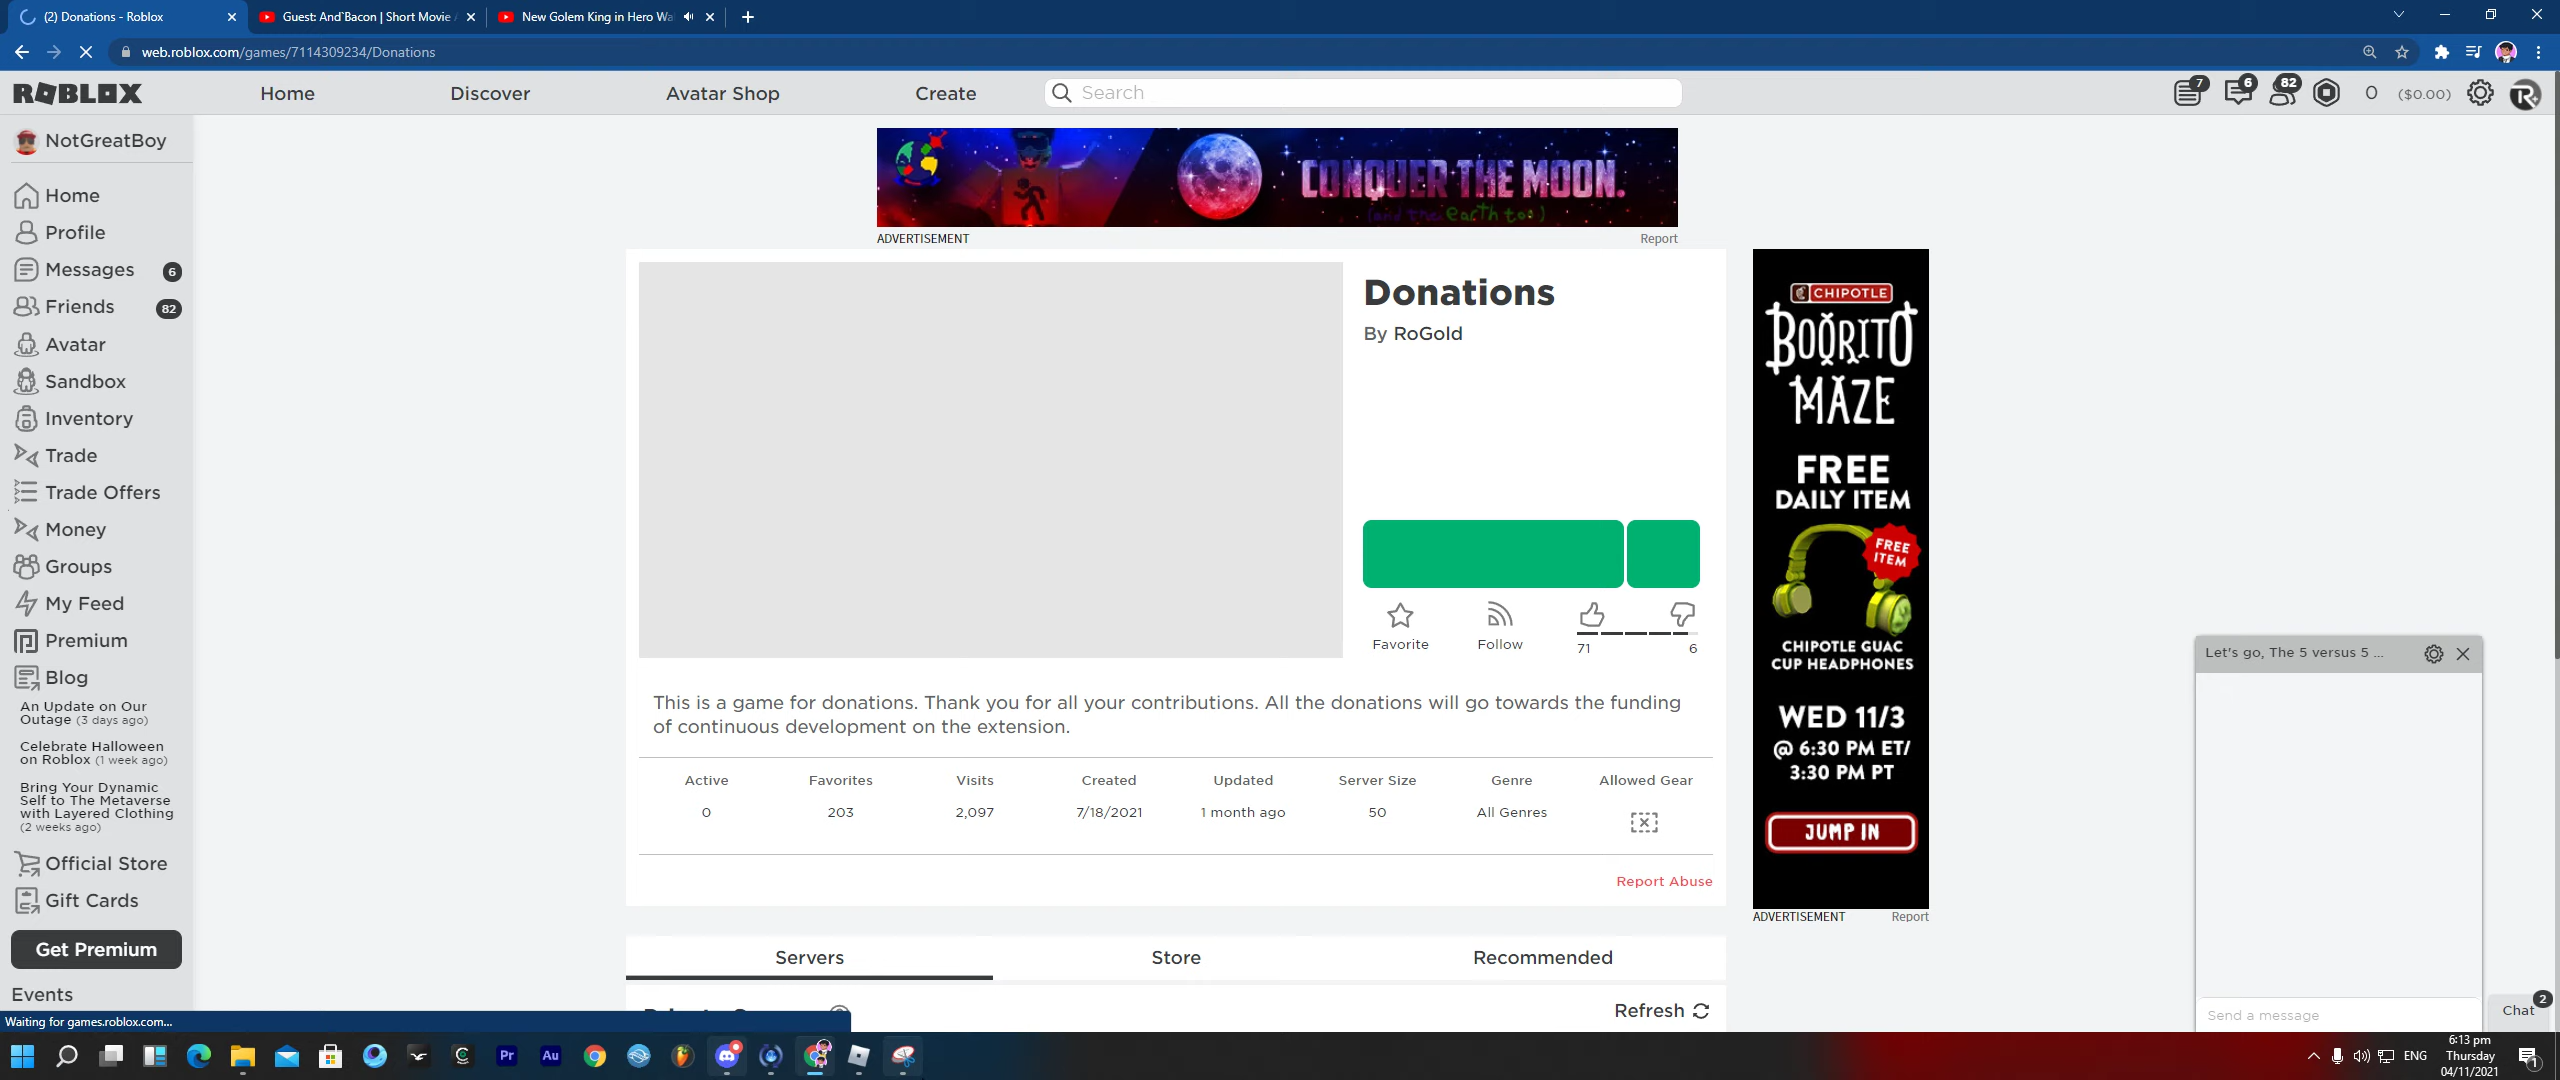 (2) Donations - Roblox
Guest: And`Bacon | Short Movie
New Golem King in Hero Wa
web.roblox.com/games/7114309234/Donations
ROBLOX
Home
Discover
Avatar Shop
Create
Search
7
6
82
0
($0.00)
NotGreatBoy
Home
Profile
Messages
6
Friends
82
Avatar
Sandbox
Inventory
Trade
Trade Offers
Money
Groups
My Feed
Premium
Blog
An Update on Our
Outage (3 days ago)
Celebrate Halloween
on Roblox (1 week ago)
Bring Your Dynamic
Self to The Metaverse
with Layered Clothing
(2 weeks ago)
Official Store
Gift Cards
Get Premium
Events
Waiting for games.roblox.com...
CONQUER THE MOON.
(and the earth too)
ADVERTISEMENT
Report
Donations
By RoGold
Favorite
Follow
71
6
This is a game for donations. Thank you for all your contributions. All the donations will go towards the funding
of continuous development on the extension.
Active
Favorites
Visits
Created
Updated
Server Size
Genre
Allowed Gear
0
203
2,097
7/18/2021
1 month ago
50
All Genres
Report Abuse
Servers
Store
Recommended
Refresh
CHIPOTLE
BOORITO
MAZE
FREE
DAILY ITEM
FREE
ITEM
CHIPOTLE GUAC
CUP HEADPHONES
WED 11/3
@ 6:30 PM ET/
3:30 PM PT
JUMP IN
ADVERTISEMENT
Report
Let's go, The 5 versus 5 ...
Send a message
Chat
2
Pr
Au
ENG
6:13 pm
Thursday
04/11/2021
1